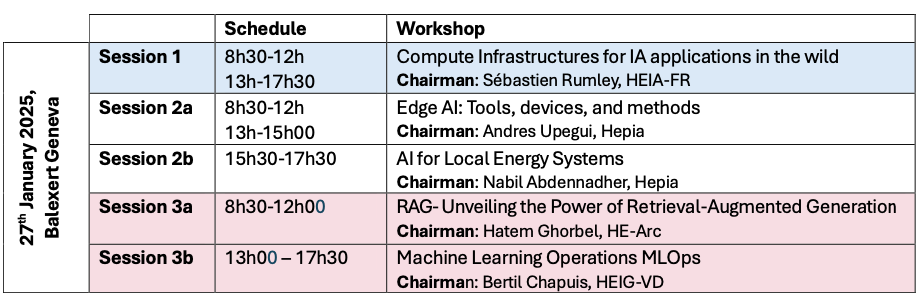 Schedule Workshop
27th January 2025,
Balexert Geneva
Session 1 8h30-12h Compute Infrastructures for IA applications in the wild
13h-17h30 Chairman: Sébastien Rumley, HEIA-FR
Session 2a 8h30-12h Edge AI: Tools, devices, and methods
13h-15h00 Chairman: Andres Upegui, Hepia
Session 2b 15h30-17h30 AI for Local Energy Systems
Chairman: Nabil Abdennadher, Hepia
Session 3a 8h30-12h00 RAG- Unveiling the Power of Retrieval-Augmented Generation
Chairman: Hatem Ghorbel, HE-Arc
Session 3b 13h00 – 17h30 Machine Learning Operations MLOps
Chairman: Bertil Chapuis, HEIG-VD